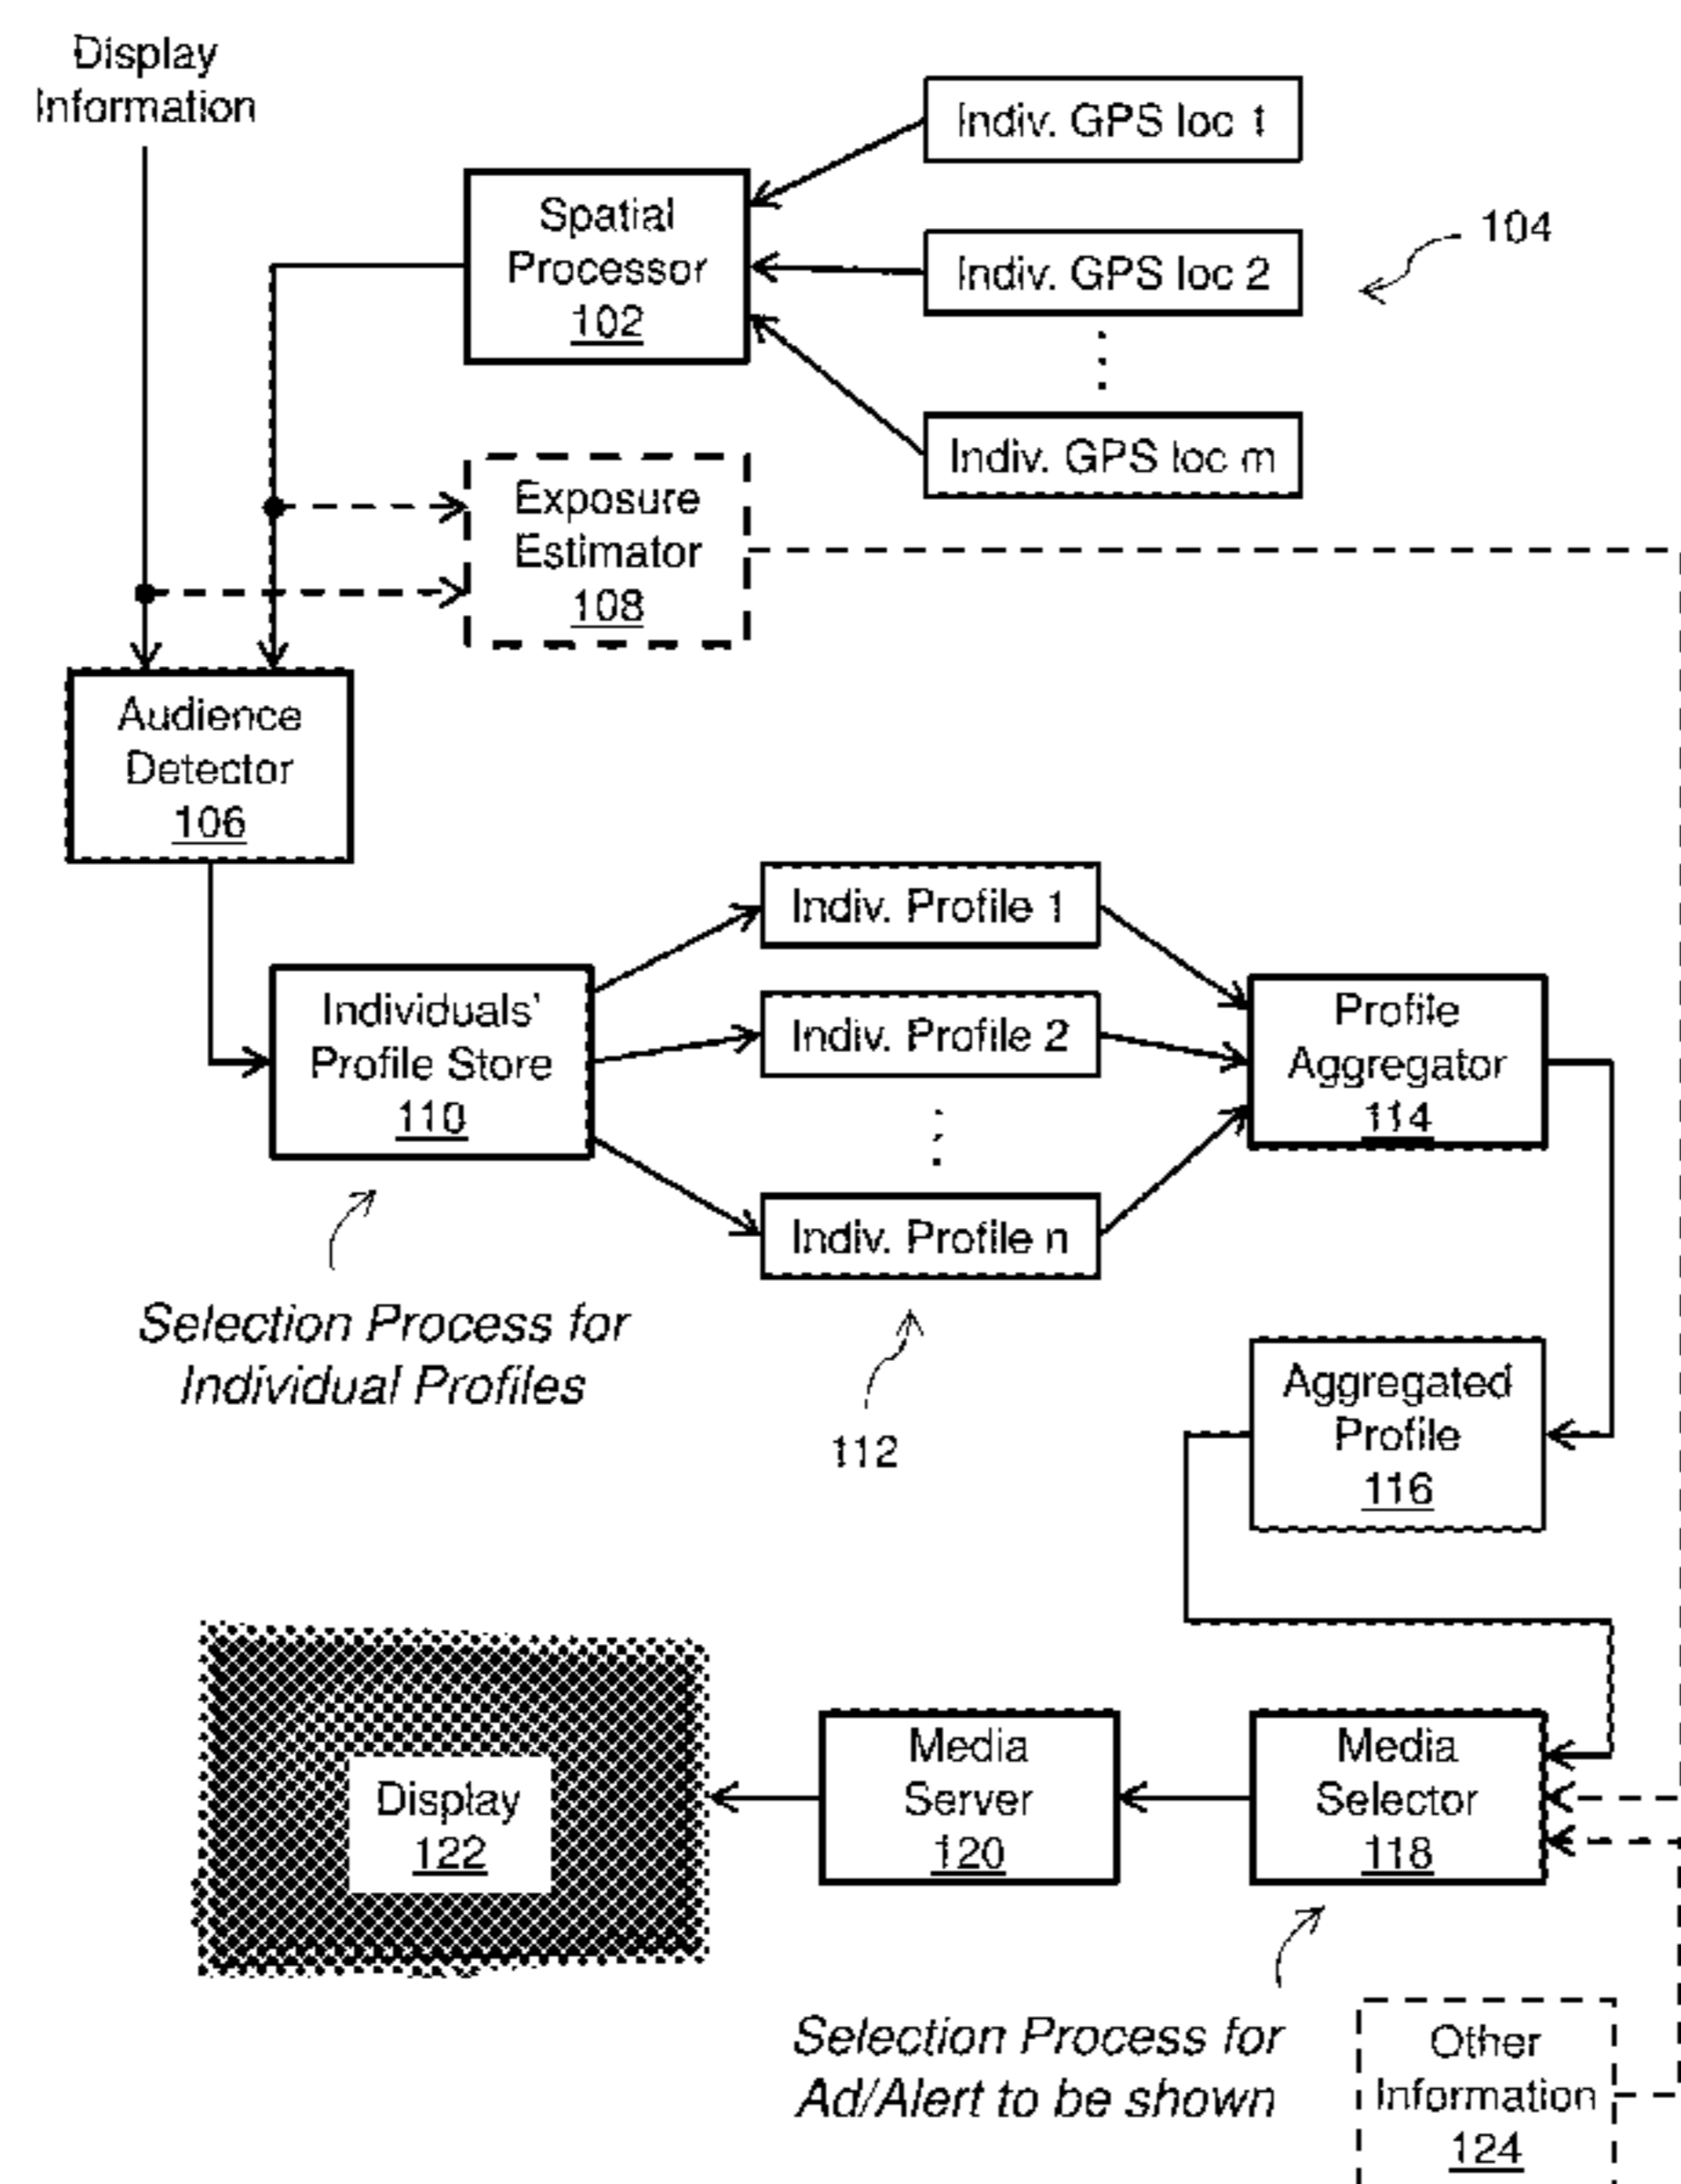 Display
Information
Indiv. GPS loc 1
Spatial
Processor
102
Indiv. GPS loc 2
104
Indiv. GPS loc m
Exposure
Estimator
108
Audience
Detector
106
Indiv. Profile 1
Individuals'
Profile Store
110
Indiv. Profile 2
Profile
Aggregator
114
Indiv. Profile n
Selection Process for
Individual Profiles
112
Aggregated
Profile
116
Display
122
Media
Server
120
Media
Selector
118
Selection Process for
Ad/Alert to be shown
Other
Information
124